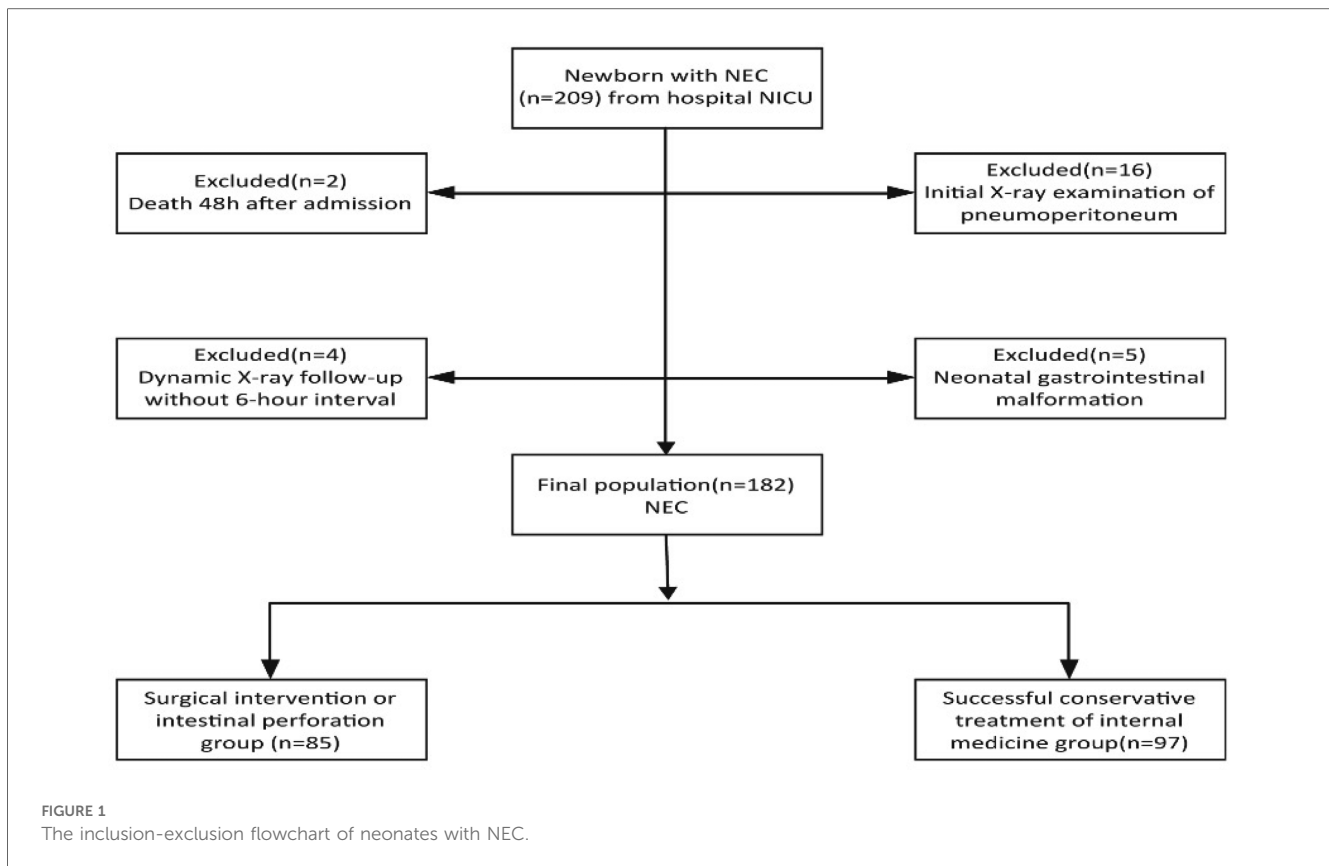 Newborn with NEC
(n=209) from hospital NICU
Excluded(n=2)
Death 48h after admission
Excluded(n=16)
Initial X-ray examination of
pneumoperitoneum
Excluded(n=4)
Dynamic X-ray follow-up
without 6-hour interval
Excluded(n=5)
Neonatal gastrointestinal
malformation
Final population(n=182)
NEC
Surgical intervention or
intestinal perforation
group (n=85)
Successful conservative
treatment of internal
medicine group(n=97)
FIGURE 1
The inclusion-exclusion flowchart of neonates with NEC.